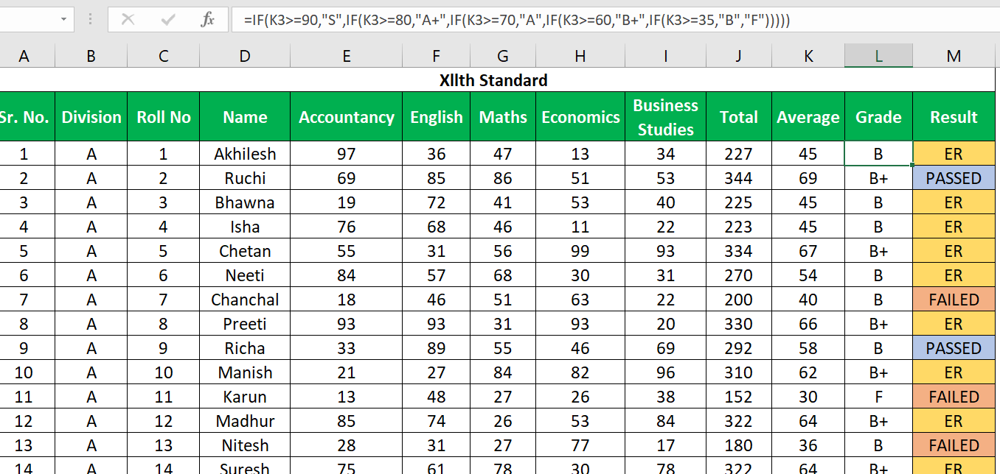 fx =IF(K3>=90,"S",IF(K3>=80,"A+",IF(K3>=70,"A",IF(K3>=60,"B+",IF(K3>=35,"B","F")))))
A B C D E F G H I J K L M
XIIth Standard
Sr. No. Division Roll No Name Accountancy English Maths Economics Business Studies Total Average Grade Result
1 A 1 Akhilesh 97 36 47 13 34 227 45 B ER
2 A 2 Ruchi 69 85 86 51 53 344 69 B+ PASSED
3 A 3 Bhawna 19 72 41 53 40 225 45 B ER
4 A 4 Isha 76 68 46 11 22 223 45 B ER
5 A 5 Chetan 55 31 56 99 93 334 67 B+ ER
6 A 6 Neeti 84 57 68 30 31 270 54 B ER
7 A 7 Chanchal 18 46 51 63 22 200 40 B FAILED
8 A 8 Preeti 93 93 31 93 20 330 66 B+ ER
9 A 9 Richa 33 89 55 46 69 292 58 B PASSED
10 A 10 Manish 21 27 84 82 96 310 62 B+ ER
11 A 11 Karun 13 48 27 26 38 152 30 F FAILED
12 A 12 Madhur 85 74 26 53 84 322 64 B+ ER
13 A 13 Nitesh 28 31 27 77 17 180 36 B FAILED
14 A 14 Suresh 75 61 78 30 78 322 64 B+ ER